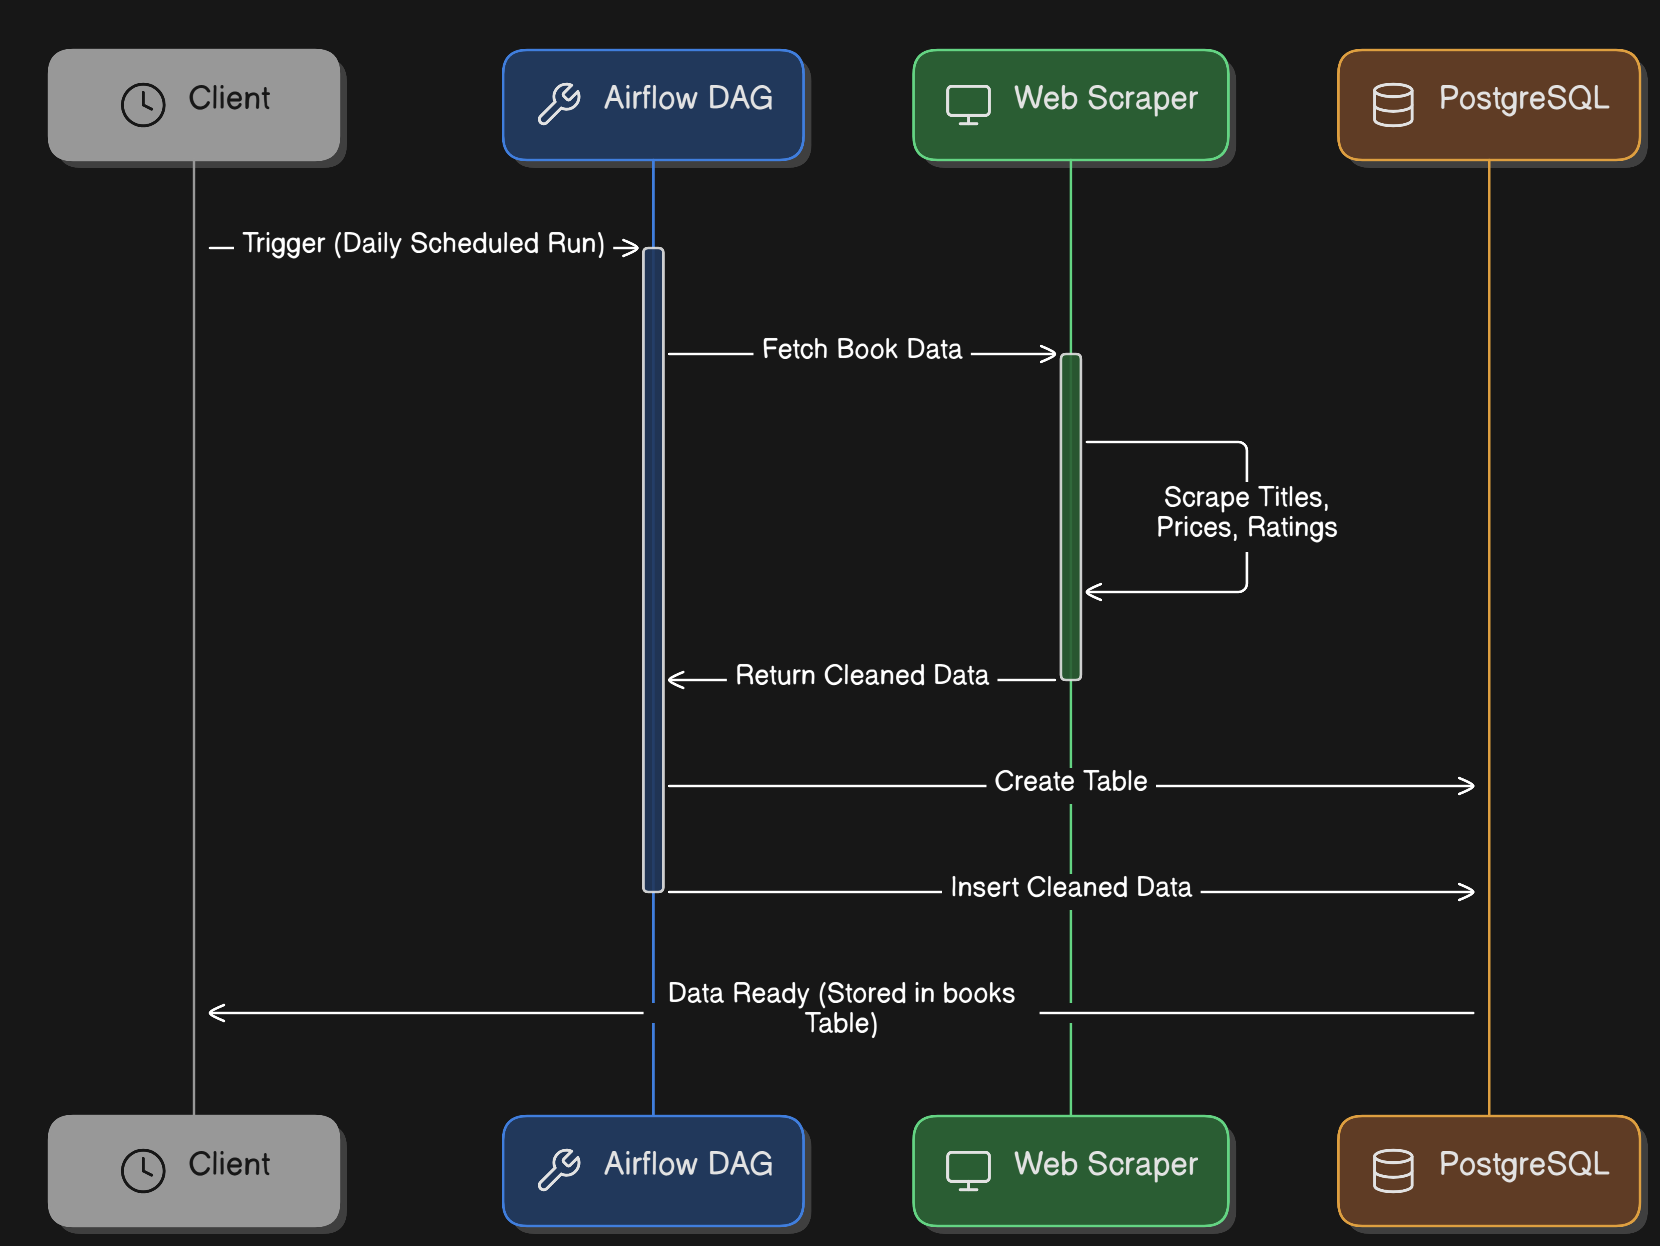 Client
Airflow DAG
Web Scraper
PostgreSQL
Trigger (Daily Scheduled Run)
Fetch Book Data
Scrape Titles,
Prices, Ratings
Return Cleaned Data
Create Table
Insert Cleaned Data
Data Ready (Stored in books
Table)
Client
Airflow DAG
Web Scraper
PostgreSQL